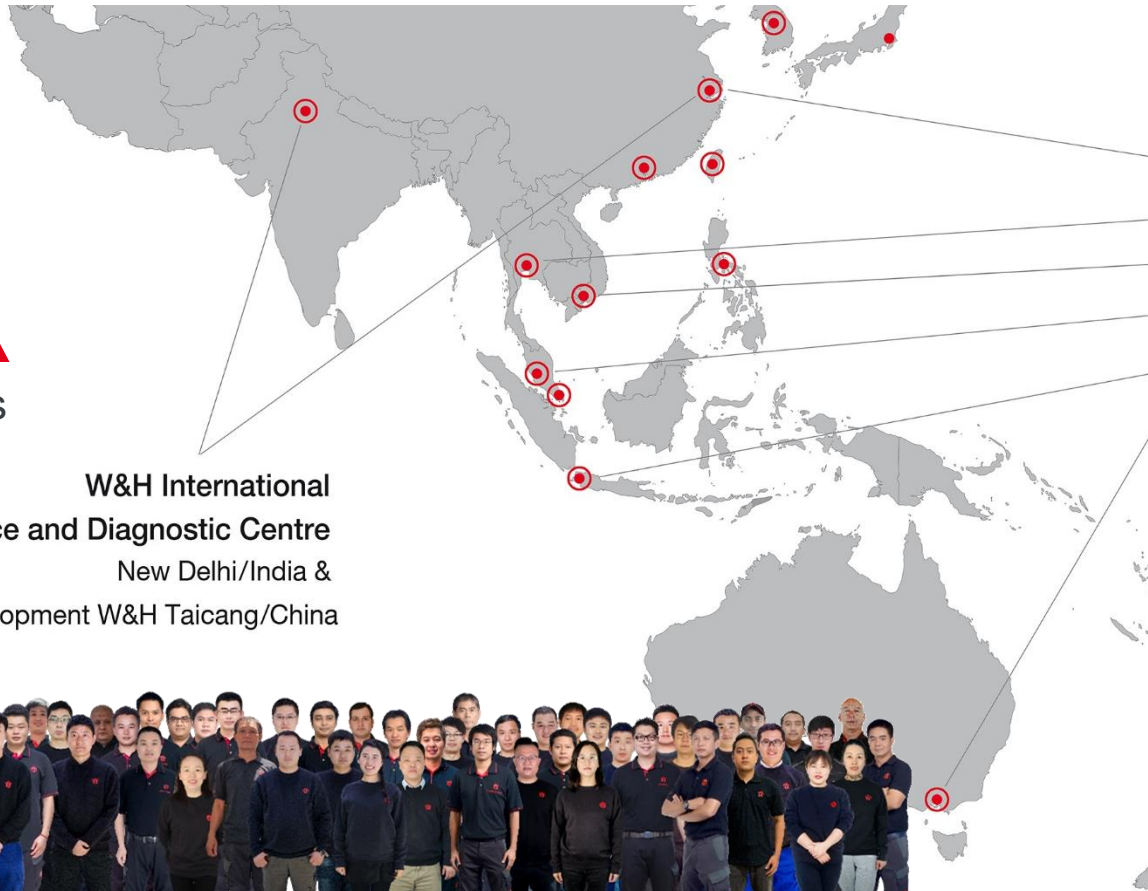 W&H International
ce and Diagnostic Centre
New Delhi/India &
opment W&H Taicang/China